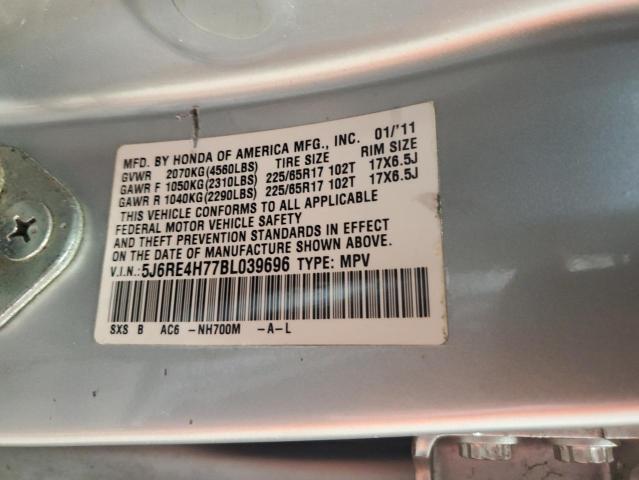 MFD. BY HONDA OF AMERICA MFG., INC. 01/'11
GVWR 2070KG(4560LBS) TIRE SIZE RIM SIZE
GAWR F 1050KG(2310LBS) 225/65R17 102T 17X6.5J
GAWR R 1040KG(2290LBS) 225/65R17 102T 17X6.5J
THIS VEHICLE CONFORMS TO ALL APPLICABLE
FEDERAL MOTOR VEHICLE SAFETY
AND THEFT PREVENTION STANDARDS IN EFFECT
ON THE DATE OF MANUFACTURE SHOWN ABOVE.
V.I.N.: 5J6RE4H77BL039696 TYPE: MPV
SXS B AC6 -NH700M -A-L